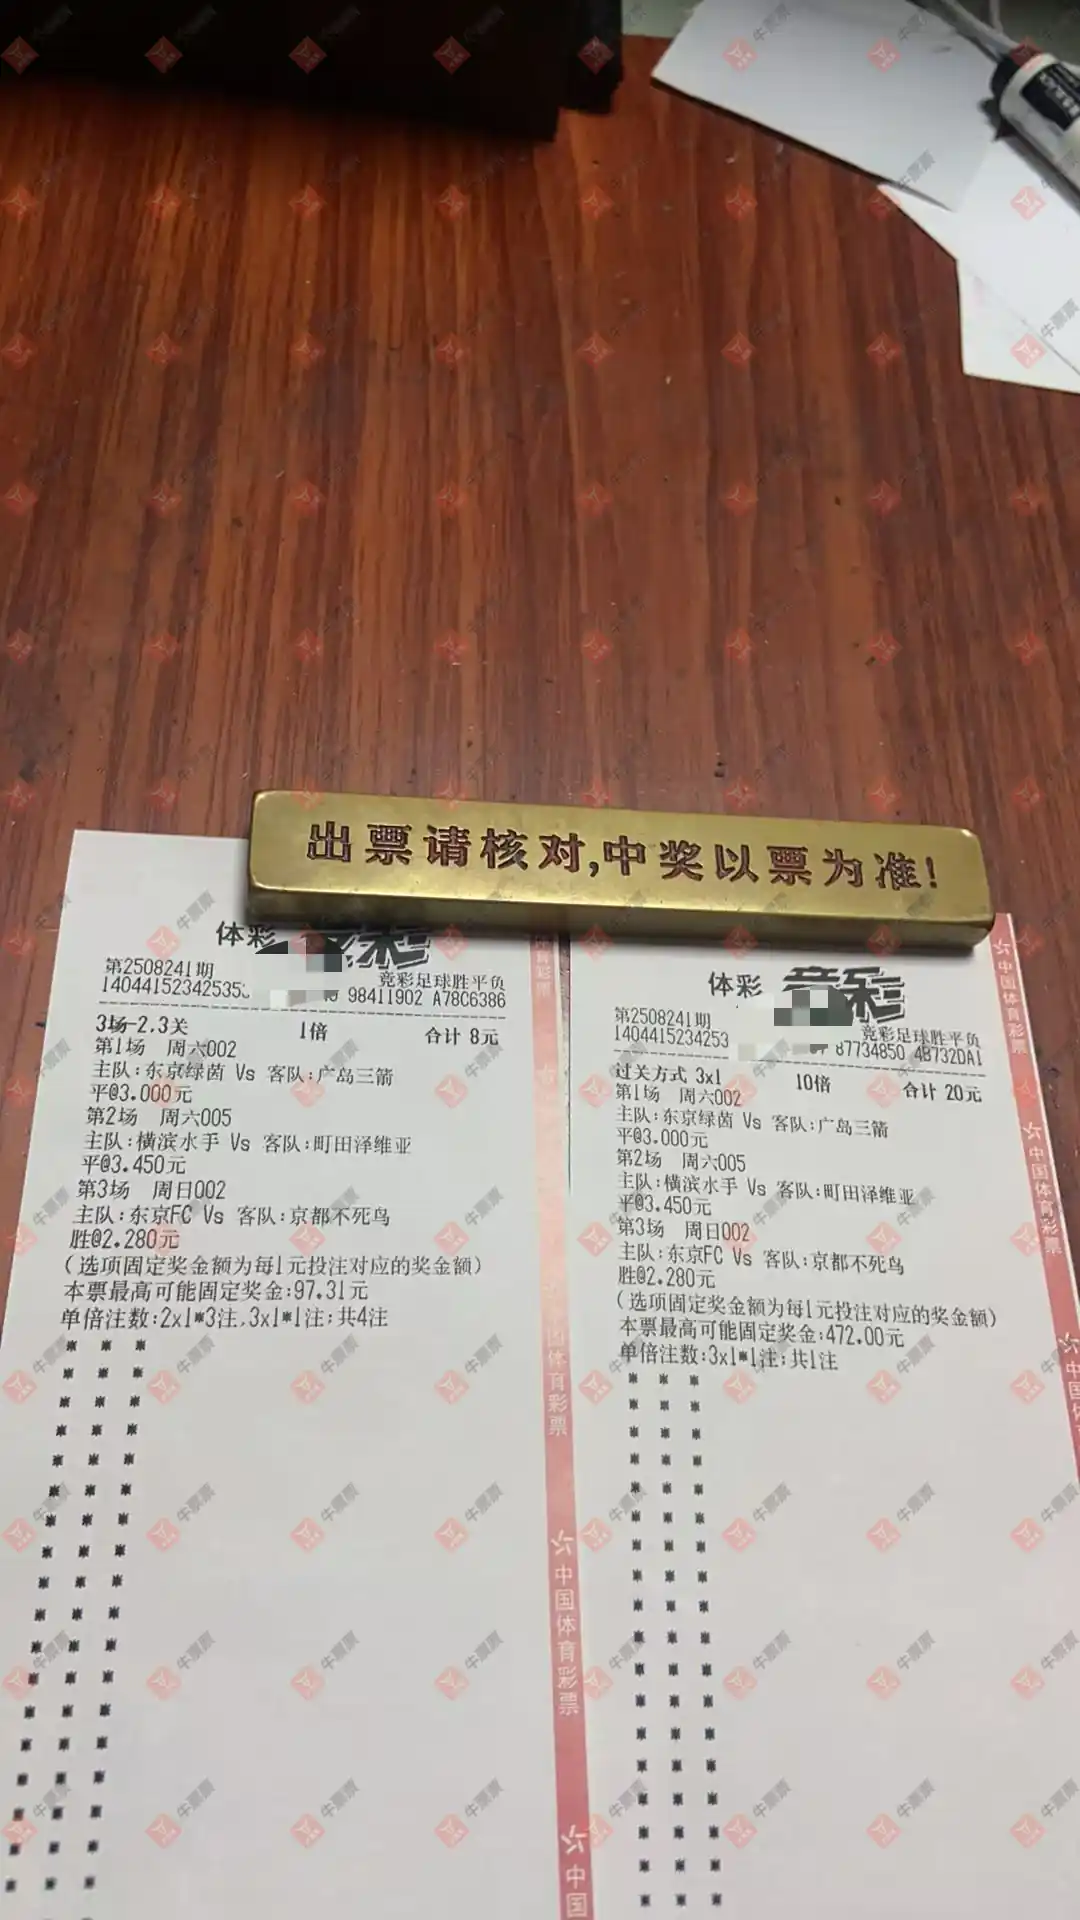 出票请核对,中奖以票为准!
体彩
第2508241期
竞彩足球胜平负
140441523425353
98411902 A78C6386
3场-2,3关 1倍 合计 8元
第1场 周六002
主队:东京绿茵 Vs 客队:广岛三箭
平@3.000元
第2场 周六005
主队:横滨水手 Vs 客队:町田泽维亚
平@3.450元
第3场 周日002
主队:东京FC Vs 客队:京都不死鸟
胜@2.280元
(选项固定奖金额为每1元投注对应的奖金额)
本票最高可能固定奖金:97.31元
单倍注数:2x1*3注,3x1*1注;共4注
体彩 竞彩
第2508241期
竞彩足球胜平负
1404415234253
87734850 4B732DA1
过关方式 3x1 10倍 合计 20元
第1场 周六002
主队:东京绿茵 Vs 客队:广岛三箭
平@3.000元
第2场 周六005
主队:横滨水手 Vs 客队:町田泽维亚
平@3.450元
第3场 周日002
主队:东京FC Vs 客队:京都不死鸟
胜@2.280元
(选项固定奖金额为每1元投注对应的奖金额)
本票最高可能固定奖金:472.00元
单倍注数:3x1*1注;共1注
中国体育彩票
中国体育彩票
中国体育彩票
牛票票